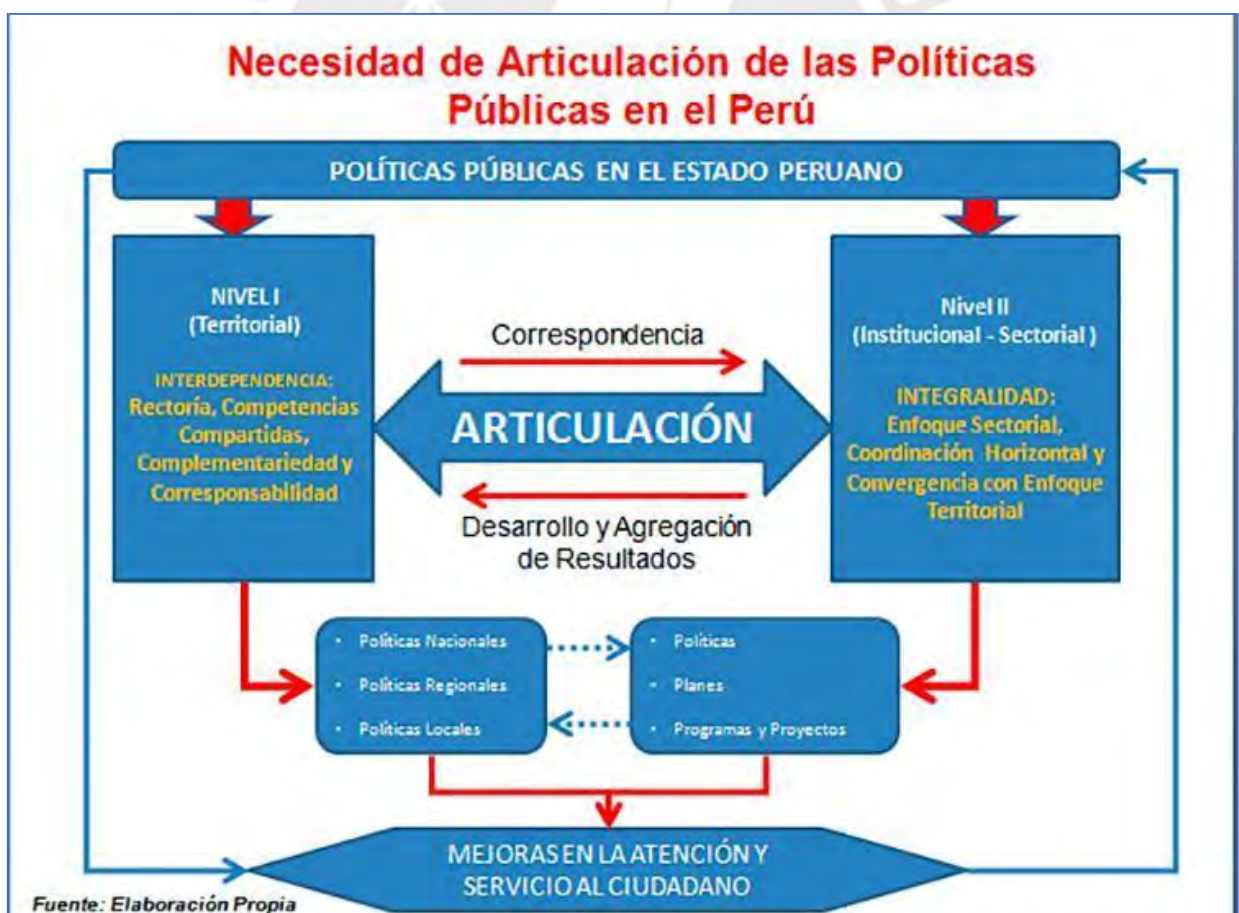 Necesidad de Articulación de las Políticas
Públicas en el Perú
POLÍTICAS PÚBLICAS EN EL ESTADO PERUANO
NIVEL I
(Territorial)
INTERDEPENDENCIA:
Rectoría, Competencias
Compartidas,
Complementariedad y
Corresponsabilidad
Correspondencia
ARTICULACIÓN
Desarrollo y Agregación
de Resultados
Nivel II
(Institucional - Sectorial )
INTEGRALIDAD:
Enfoque Sectorial,
Coordinación Horizontal y
Convergencia con Enfoque
Territorial
• Políticas Nacionales
• Políticas Regionales
• Políticas Locales
• Políticas
• Planes
• Programas y Proyectos
MEJORAS EN LA ATENCIÓN Y
SERVICIO AL CIUDADANO
Fuente: Elaboración Propia